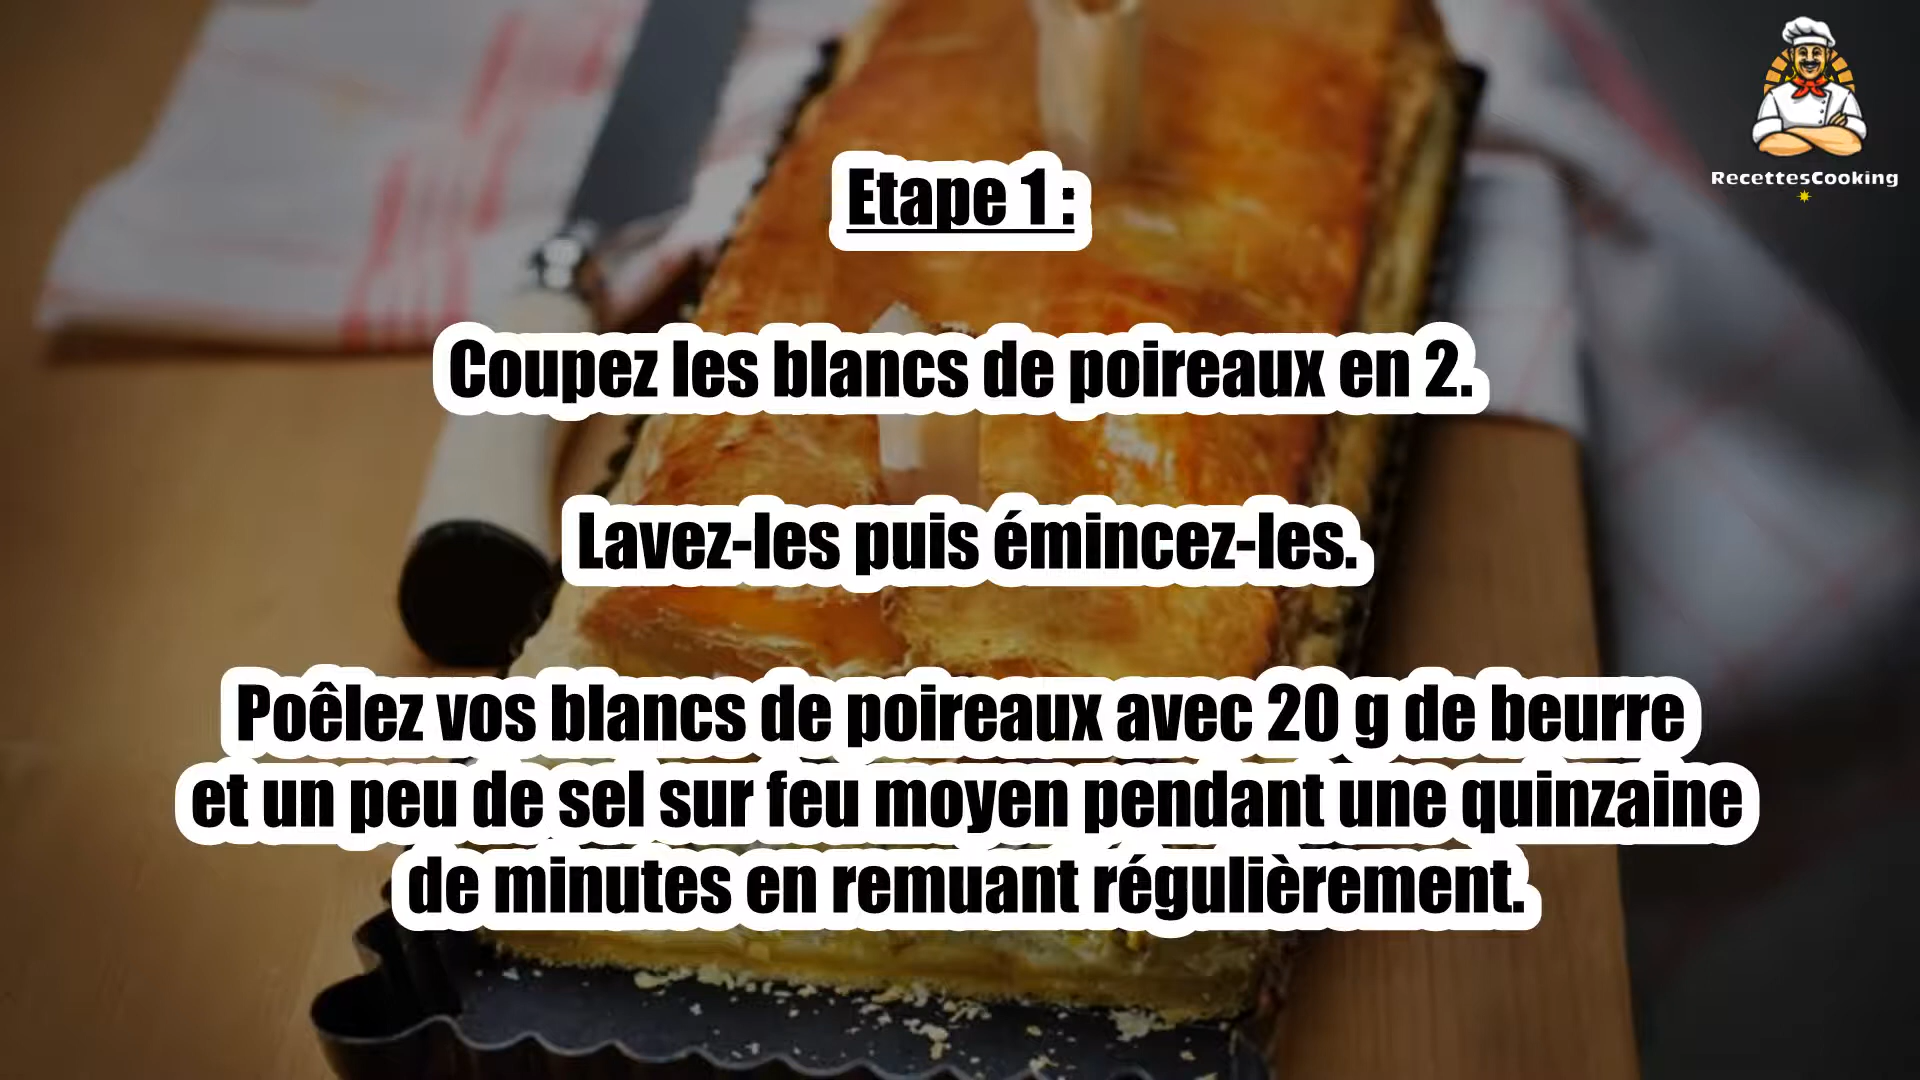 RecettesCooking
Etape 1 :
Coupez les blancs de poireaux en 2.
Lavez-les puis émincez-les.
Poêlez vos blancs de poireaux avec 20 g de beurre
et un peu de sel sur feu moyen pendant une quinzaine
de minutes en remuant régulièrement.